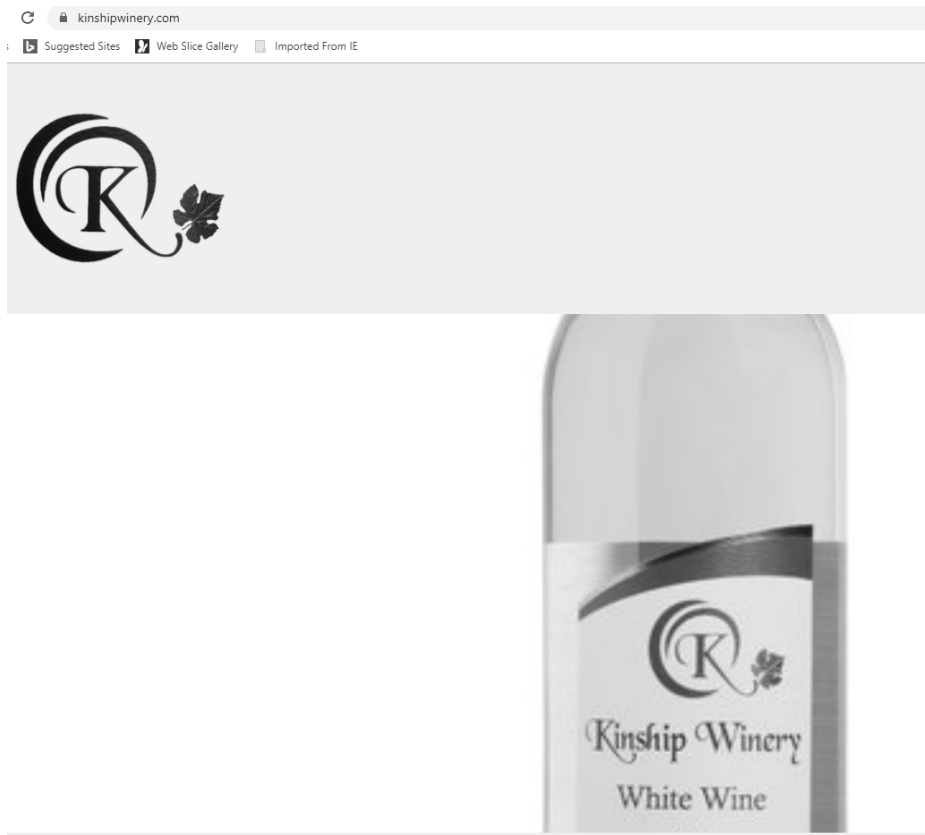 kinshipwinery.com
s Suggested Sites Web Slice Gallery Imported From IE
K
K
Kinship Winery
White Wine